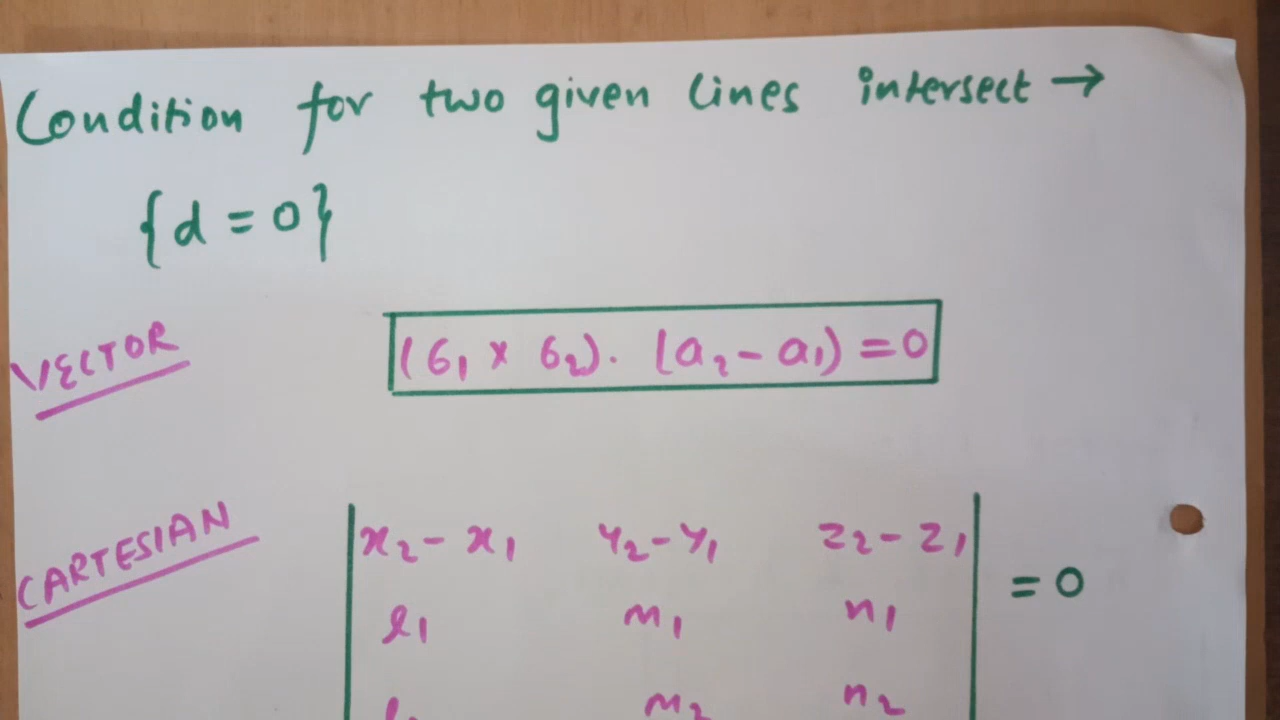 Condition for two given lines intersect →
{d = 0}
VECTOR
(b₁ × b₂). (a₂ - a₁) = 0
CARTESIAN
x₂ - x₁ y₂ - y₁ z₂ - z₁
l₁ m₁ n₁
= 0
l₂ m₂ n₂